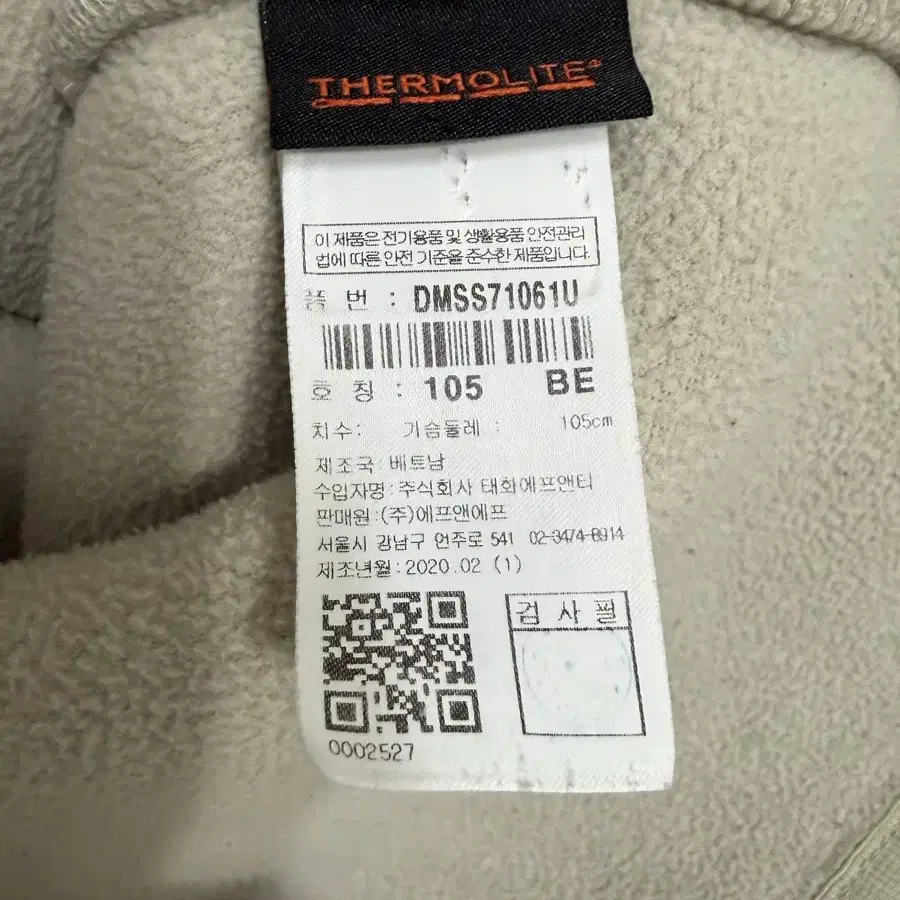 THERMOLITE®
이 제품은 전기용품 및 생활용품 안전관리
법에 따른 안전 기준을 준수한 제품입니다.
품 번 : DMSS71061U
호 칭 : 105 BE
치수: 가슴둘레 : 105cm
제조국:베트남
수입자명:주식회사 태화에프앤티
판매원:(주)에프앤에프
서울시 강남구 언주로 541 02-3474-8914
제조년월:2020.02 (1)
검 사 필
0002527